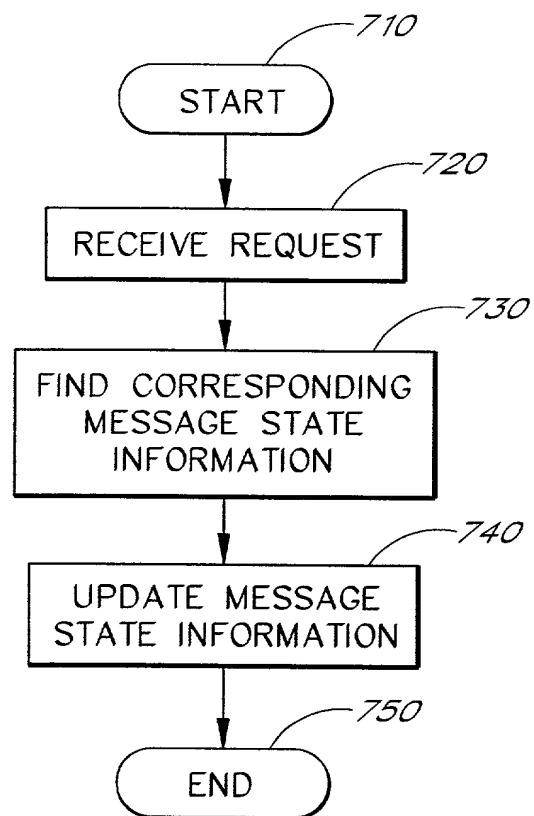 710
START
720
RECEIVE REQUEST
730
FIND CORRESPONDING
MESSAGE STATE
INFORMATION
740
UPDATE MESSAGE
STATE INFORMATION
750
END